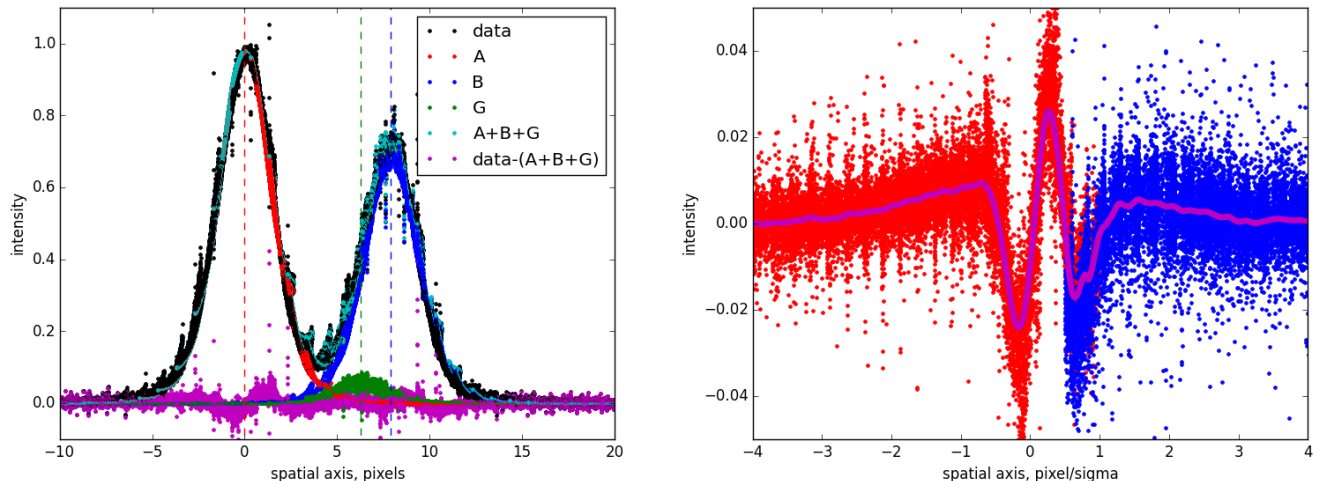 1.0
0.8
0.6
0.4
0.2
0.0
intensity
−10
−5
0
5
10
15
20
spatial axis, pixels
data
A
B
G
A+B+G
data-(A+B+G)
0.04
0.02
0.00
−0.02
−0.04
intensity
−4
−3
−2
−1
0
1
2
3
4
spatial axis, pixel/sigma